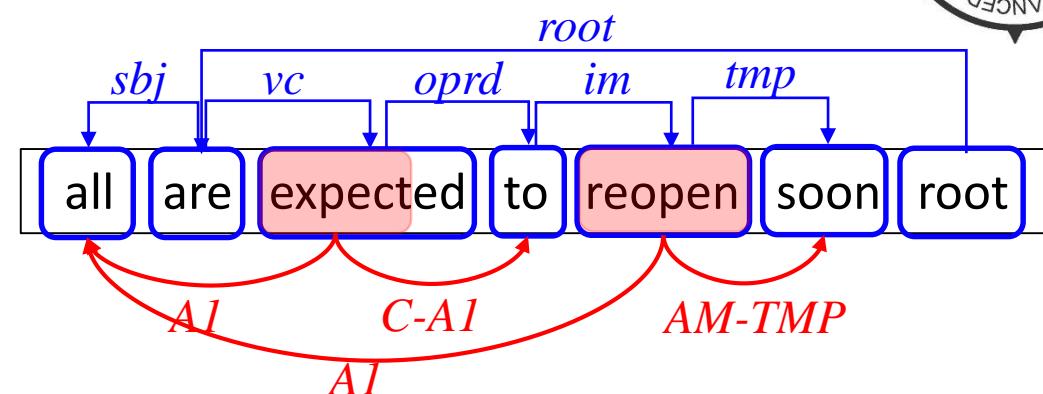 root
sbj vc oprd im tmp
all are expected to reopen soon root
A1 C-A1 AM-TMP
A1